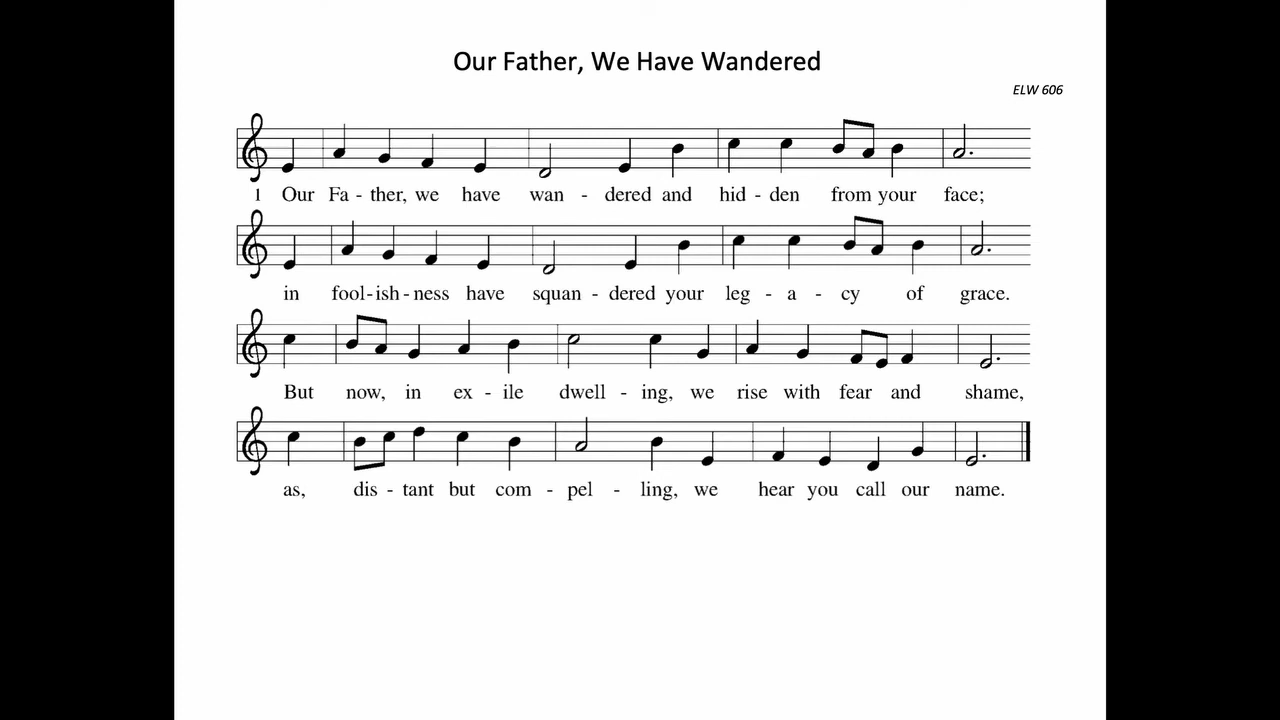 Our Father, We Have Wandered
ELW 606
1 Our Fa - ther, we have wan - dered and hid - den from your face;
in fool - ish - ness have squan - dered your leg - a - cy of grace.
But now, in ex - ile dwell - ing, we rise with fear and shame,
as, dis - tant but com - pel - ling, we hear you call our name.